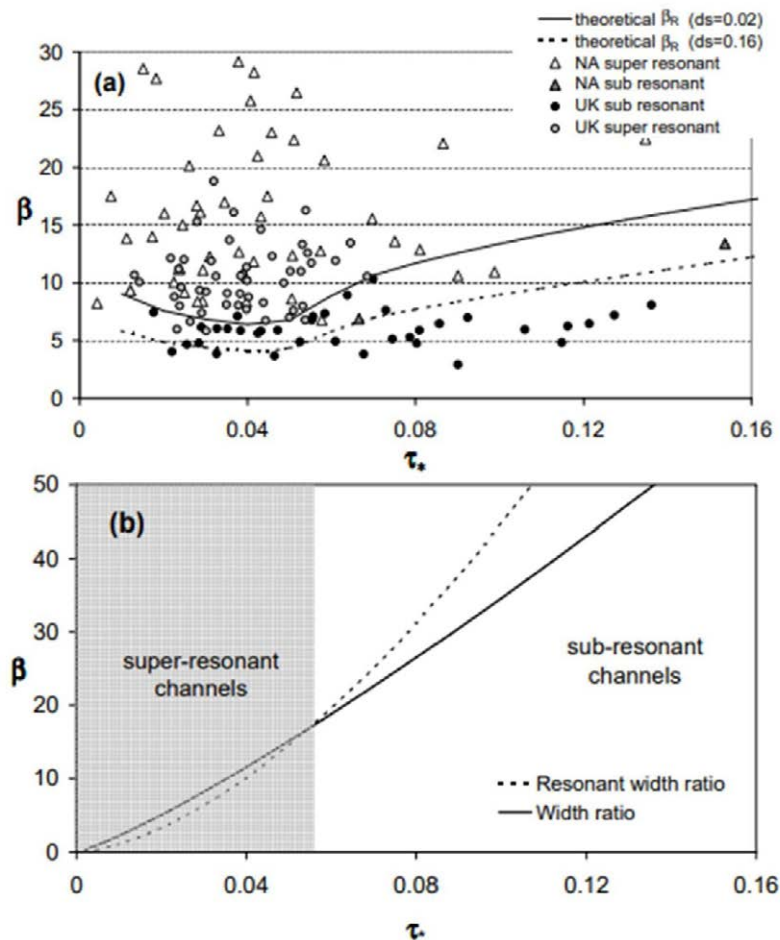 theoretical βR (ds=0.02)
theoretical βR (ds=0.16)
NA super resonant
NA sub resonant
UK sub resonant
UK super resonant
(a)
30
25
20
15
10
5
0
β
0 0.04 0.08 0.12 0.16
τ*
(b)
50
40
30
20
10
0
β
super-resonant
channels
sub-resonant
channels
Resonant width ratio
Width ratio
0 0.04 0.08 0.12 0.16
τ*